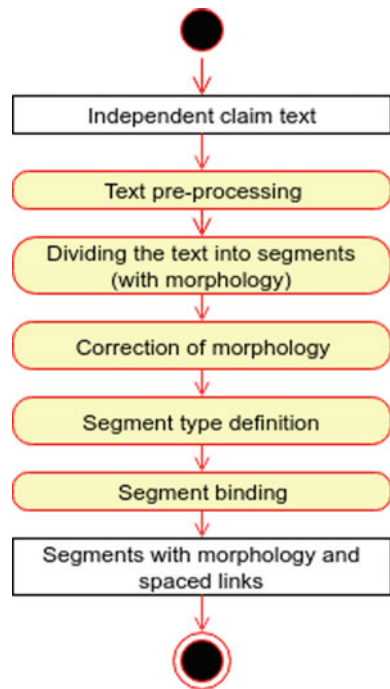 Independent claim text
Text pre-processing
Dividing the text into segments
(with morphology)
Correction of morphology
Segment type definition
Segment binding
Segments with morphology and
spaced links